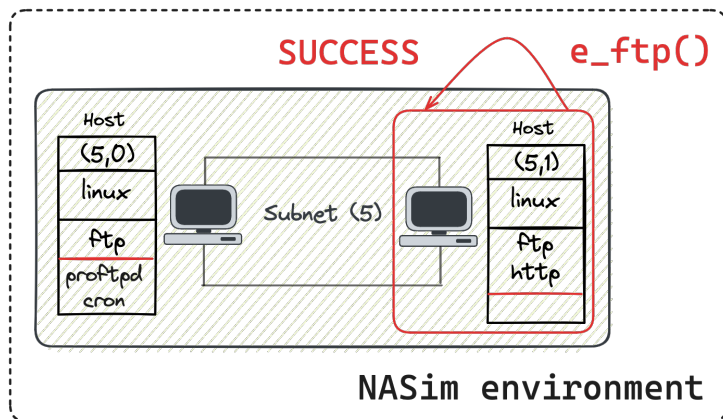 SUCCESS
e_ftp()
Host
(5,0)
linux
ftp
proftpd
cron
Subnet (5)
Host
(5,1)
linux
ftp
http
NASim environment